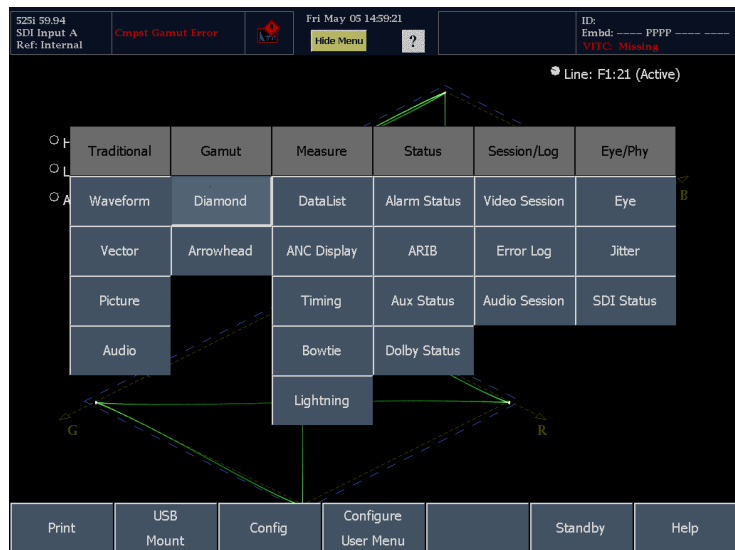 525i 59.94
SDI Input A
Ref: Internal
Cmpst Gamut Error
Fri May 05 14:59:21
Hide Menu
?
ID:
Embd: ---- PPPP ---- ----
VITC: Missing
Line: F1:21 (Active)
H
L
A
Traditional Gamut Measure Status Session/Log Eye/Phy
Waveform Diamond DataList Alarm Status Video Session Eye
B
Vector Arrowhead ANC Display ARIB Error Log Jitter
Picture Timing Aux Status Audio Session SDI Status
Audio Bowtie Dolby Status
Lightning
G
R
Print
USB
Mount
Config
Configure
User Menu
Standby
Help